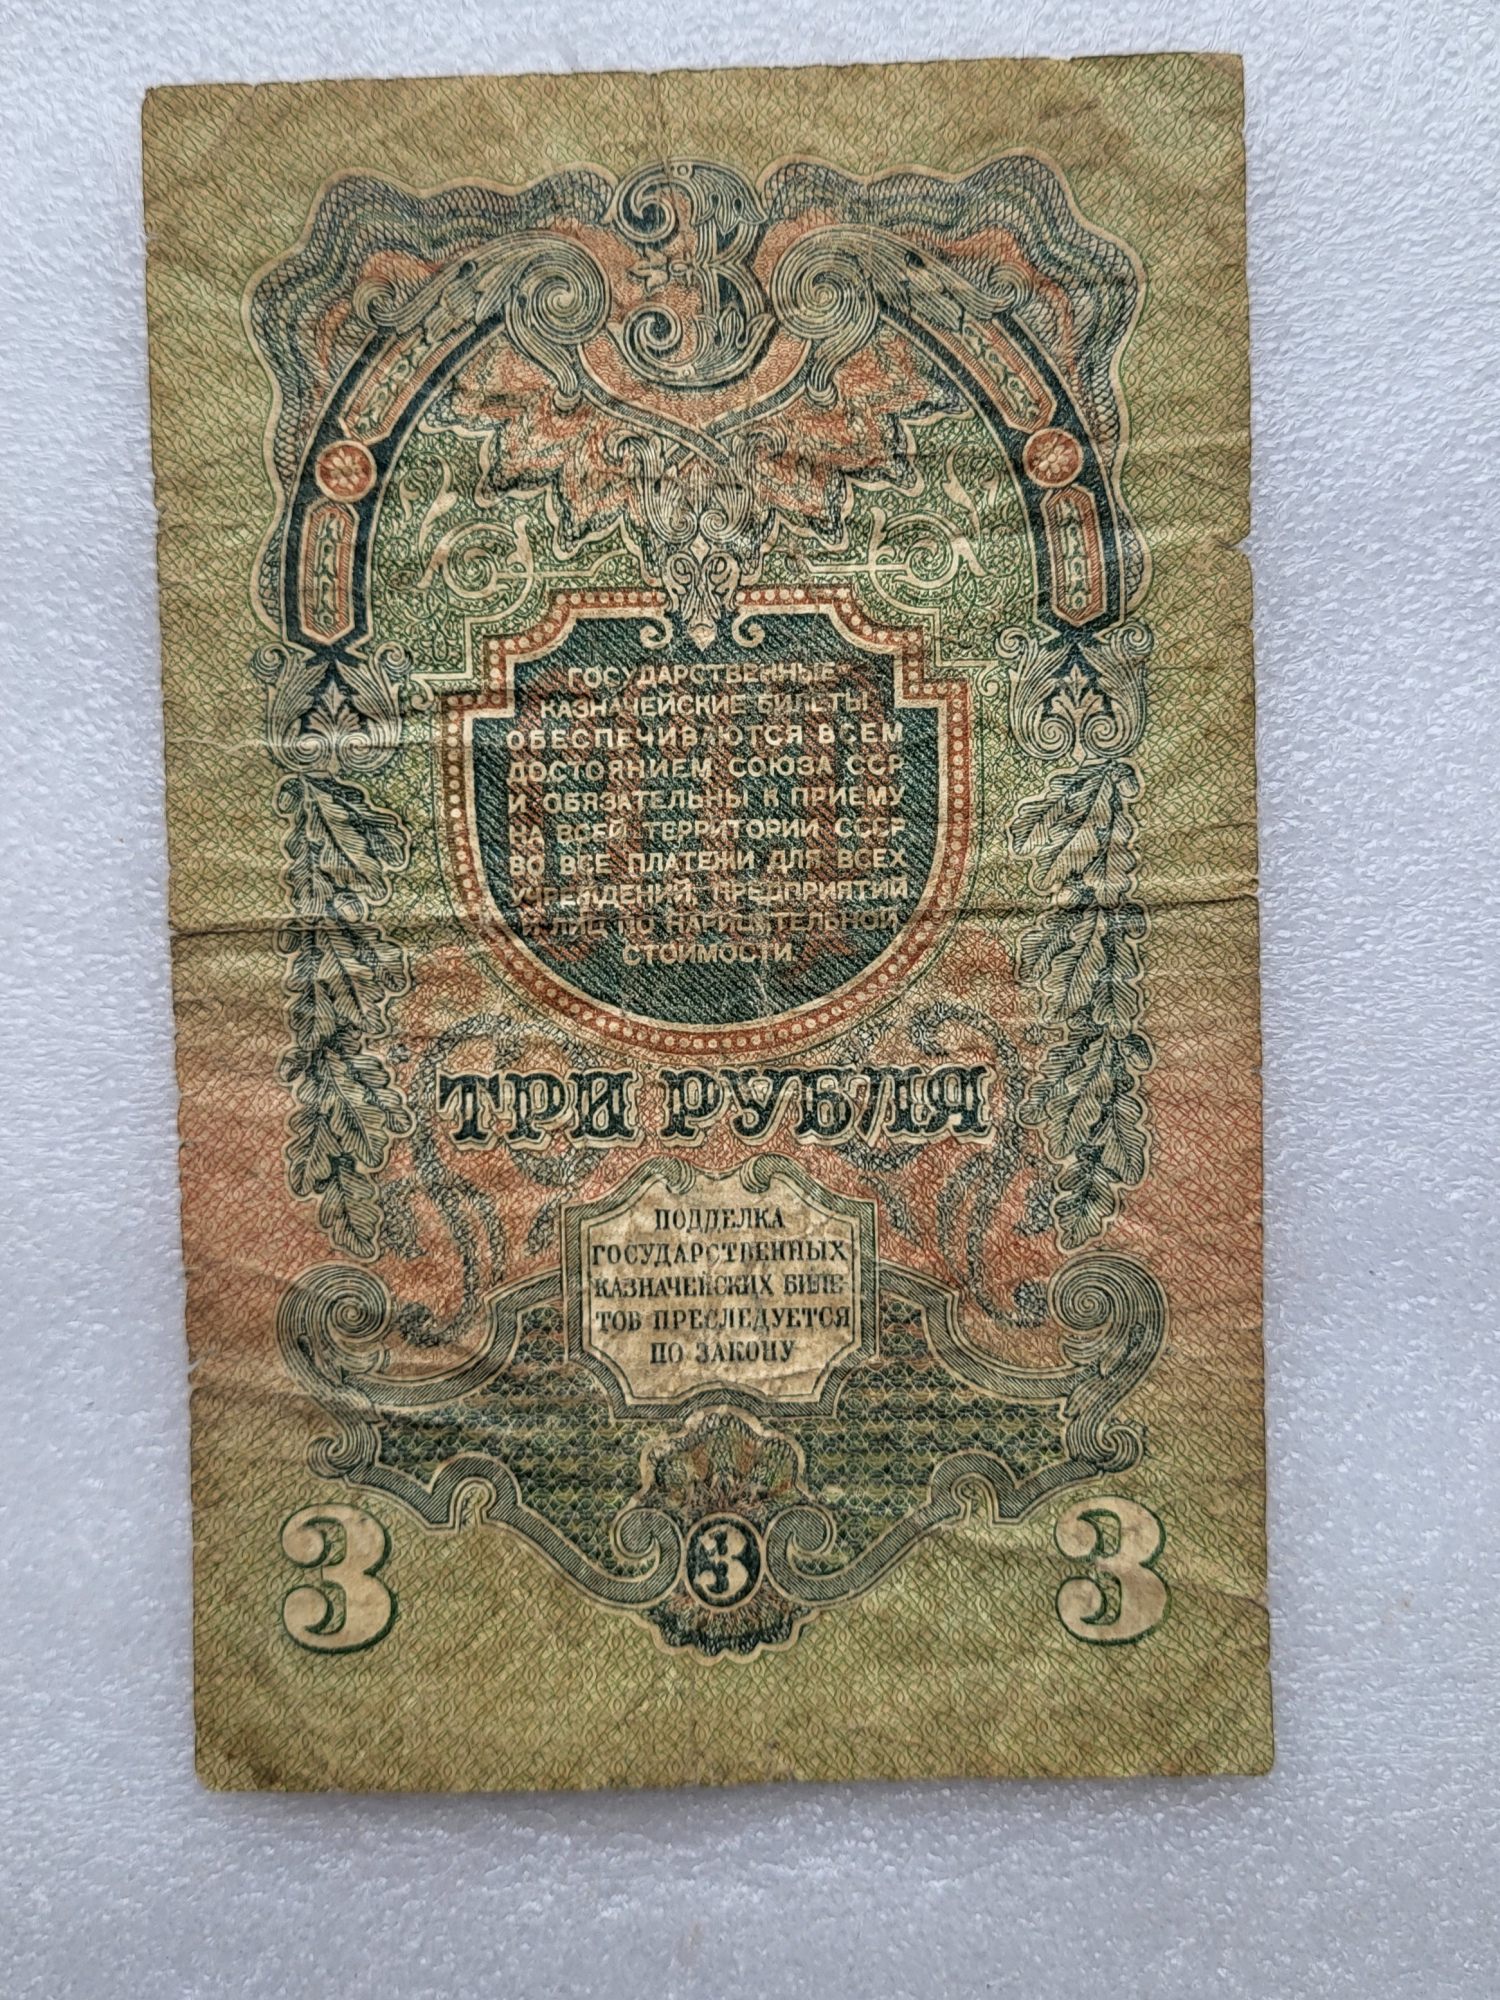 3
ГОСУДАРСТВЕННЫЕ
КАЗНАЧЕЙСКИЕ БИЛЕТЫ
ОБЕСПЕЧИВАЮТСЯ ВСЕМ
ДОСТОЯНИЕМ СОЮЗА ССР
И ОБЯЗАТЕЛЬНЫ К ПРИЕМУ
НА ВСЕЙ ТЕРРИТОРИИ СССР
ВО ВСЕ ПЛАТЕЖИ ДЛЯ ВСЕХ
УЧРЕЖДЕНИЙ, ПРЕДПРИЯТИЙ
И ЛИЦ ПО НАРИЦАТЕЛЬНОЙ
СТОИМОСТИ.
ТРИ РУБЛЯ
ПОДДЕЛКА
ГОСУДАРСТВЕННЫХ
КАЗНАЧЕЙСКИХ БИЛЕ-
ТОВ ПРЕСЛЕДУЕТСЯ
ПО ЗАКОНУ
3 3 3